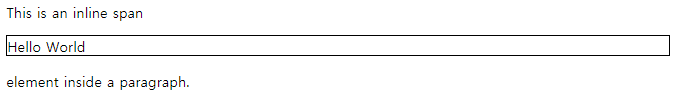 This is an inline span
Hello World
element inside a paragraph.